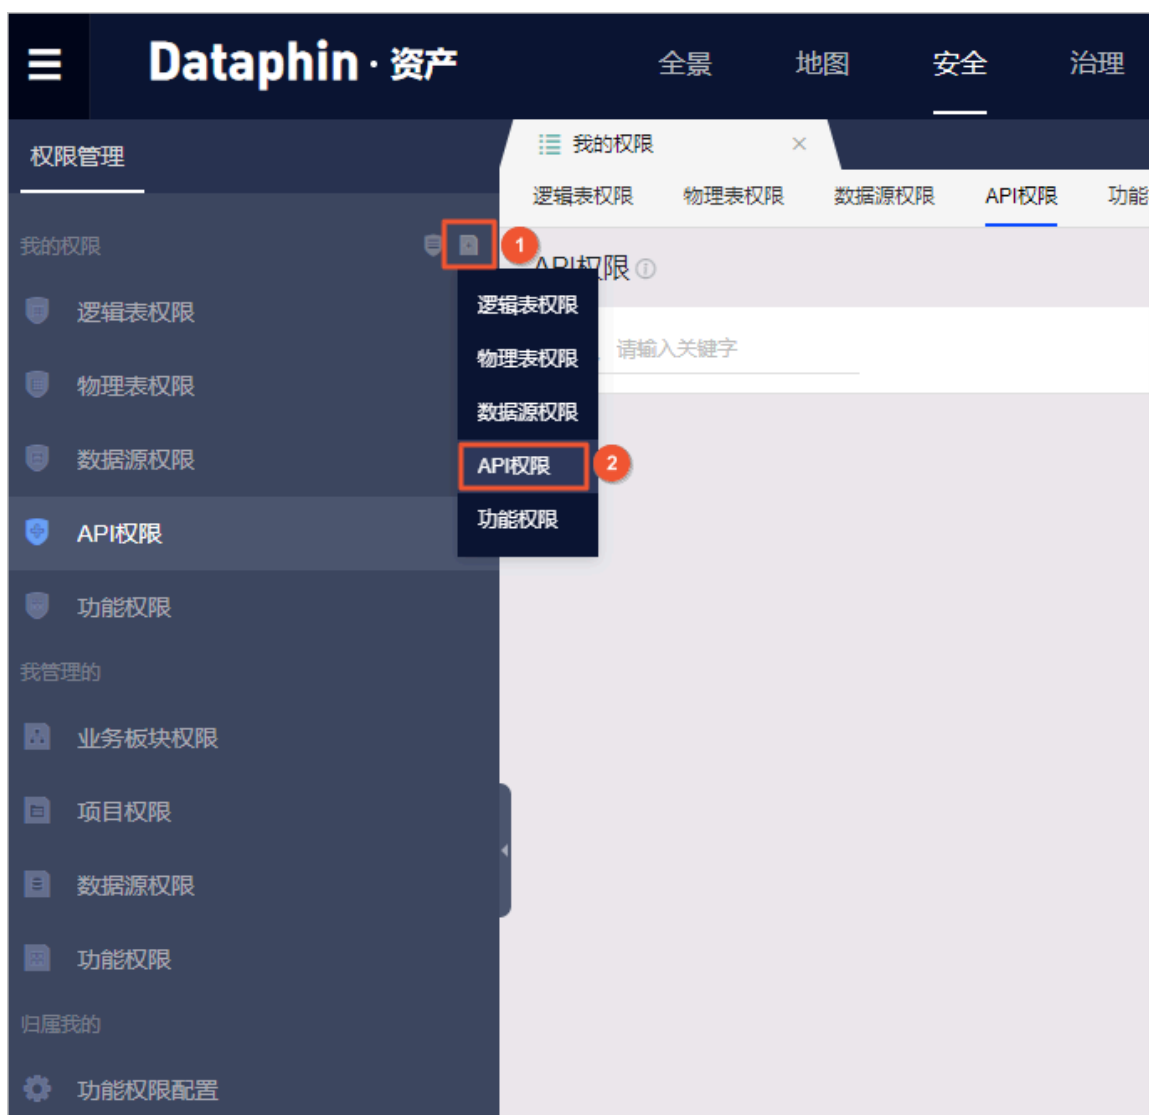 Dataphin · 资产
全景 地图 安全 治理
权限管理
我的权限
逻辑表权限 物理表权限 数据源权限 API权限 功能
我的权限
1
API权限
请输入关键字
逻辑表权限
物理表权限
数据源权限
API权限
2
功能权限
逻辑表权限
物理表权限
数据源权限
API权限
功能权限
我管理的
业务板块权限
项目权限
数据源权限
功能权限
归属我的
功能权限配置